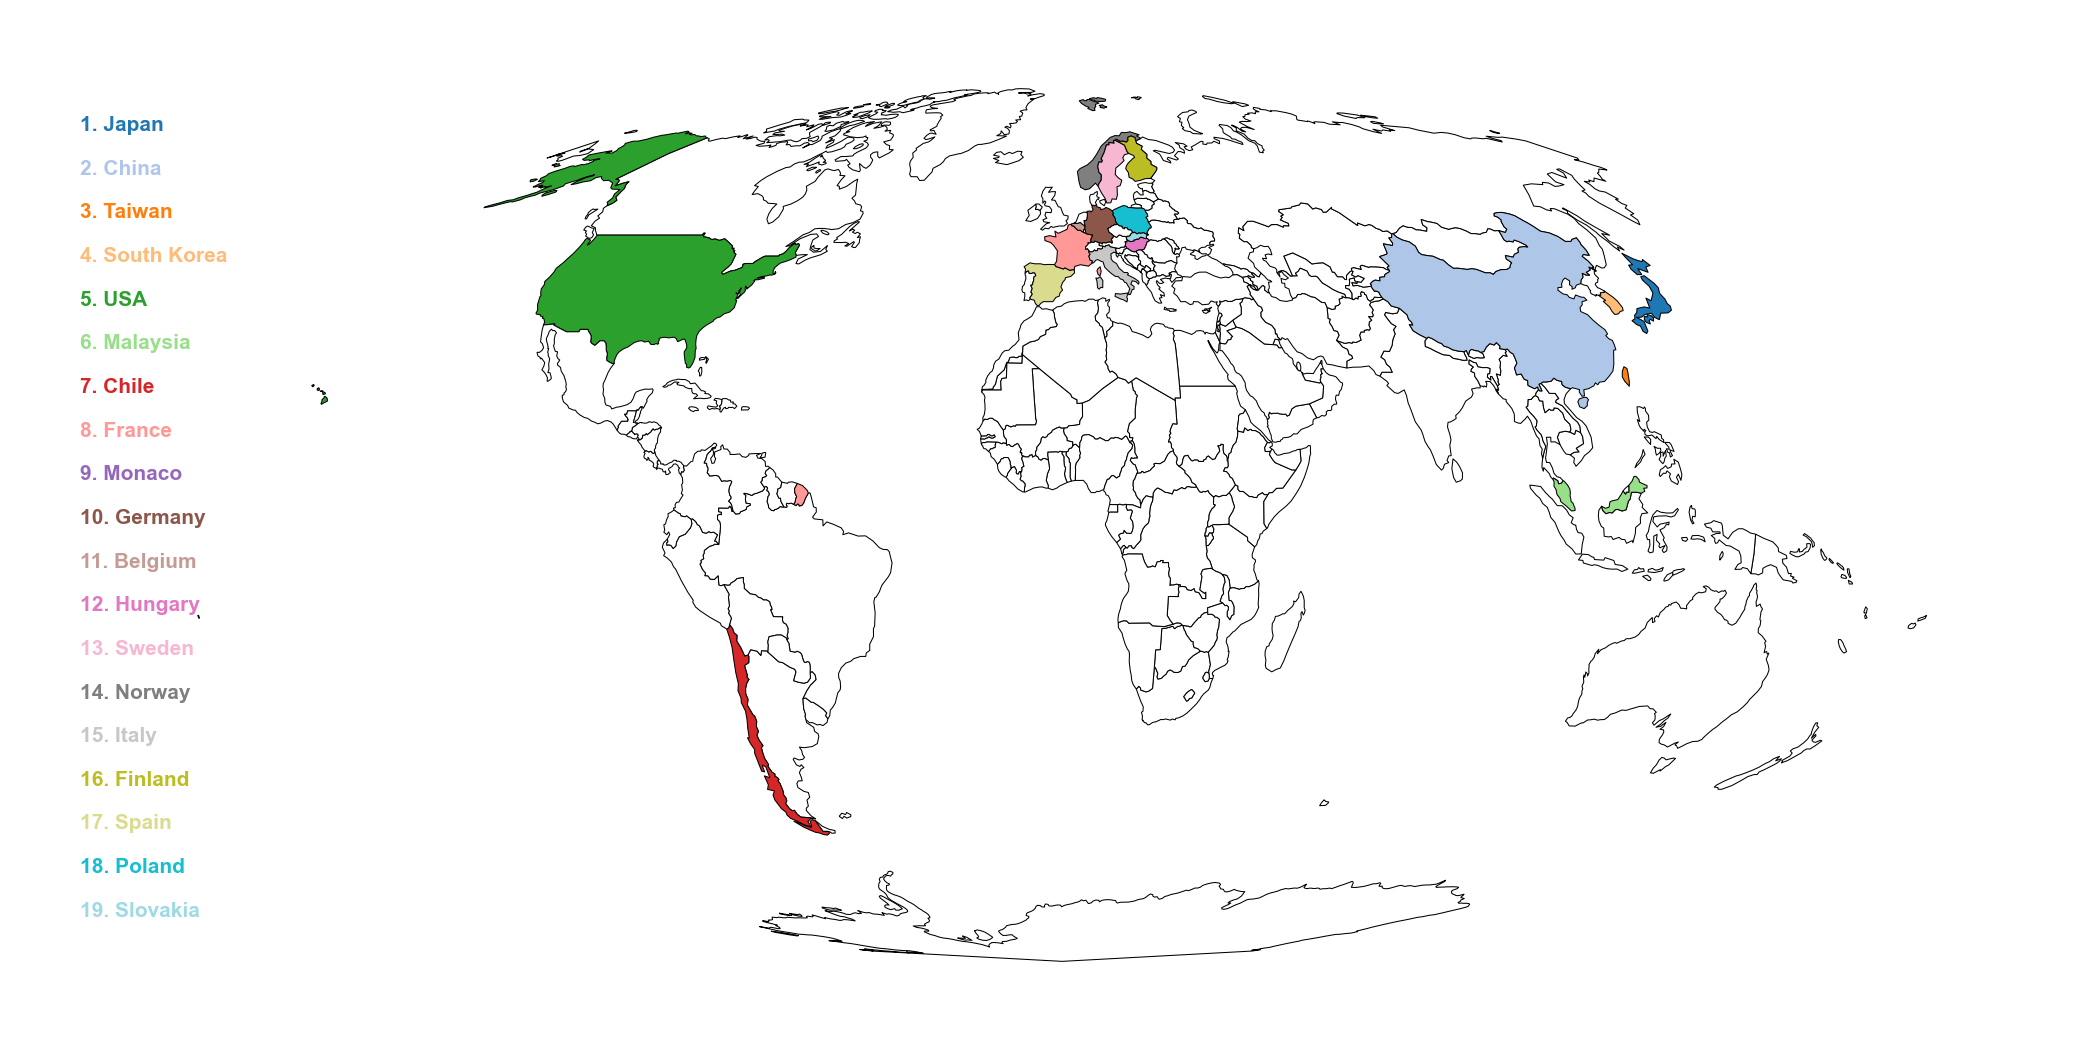 1. Japan
2. China
3. Taiwan
4. South Korea
5. USA
6. Malaysia
7. Chile
8. France
9. Monaco
10. Germany
11. Belgium
12. Hungary
13. Sweden
14. Norway
15. Italy
16. Finland
17. Spain
18. Poland
19. Slovakia